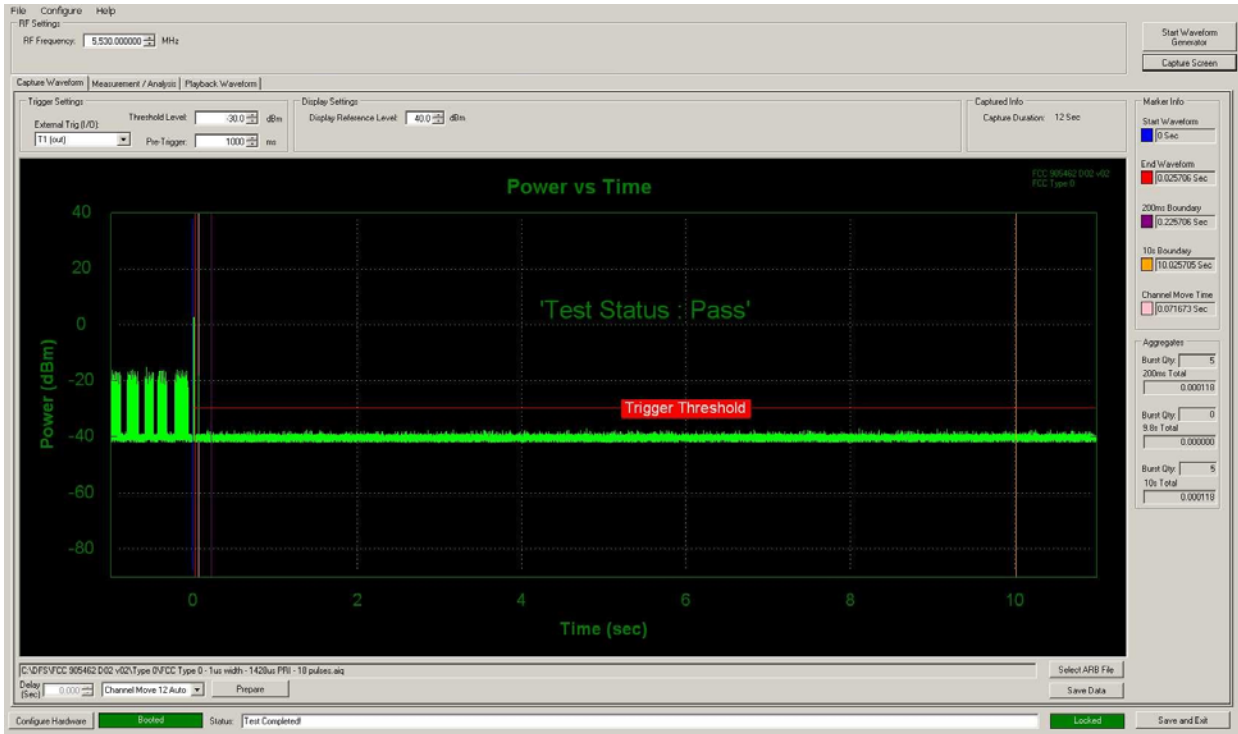 File Configure Help
RF Settings
RF Frequency: 5,530.000000 MHz
Start Waveform Generator
Capture Screen
Capture Waveform Measurement / Analysis Playback Waveform
Trigger Settings
External Trig (I/O):
T1 (out)
Threshold Level: -30.0 dBm
Pre-Trigger: 1000 ms
Display Settings
Display Reference Level: 40.0 dBm
Captured Info
Capture Duration: 12 Sec
Marker Info
Start Waveform
0 Sec
End Waveform
0.025706 Sec
200ms Boundary
0.225706 Sec
10s Boundary
10.025705 Sec
Channel Move Time
0.071673 Sec
Aggregates
Burst Qty: 5
200ms Total
0.000118
Burst Qty: 0
9.8s Total
0.000000
Burst Qty: 5
10s Total
0.000118
Power vs Time
FCC 905462 D02 v02
FCC Type 0
'Test Status : Pass'
Trigger Threshold
Power (dBm)
40
20
0
-20
-40
-60
-80
0 2 4 6 8 10
Time (sec)
C:\DFS\FCC 905462 D02 v02\Type 0\FCC Type 0 - 1us width - 1428us PRI - 18 pulses.aiq
Select ARB File
Delay (Sec) 0.000 Channel Move 12 Auto Prepare
Save Data
Configure Hardware Booted Status: Test Completed! Locked Save and Exit